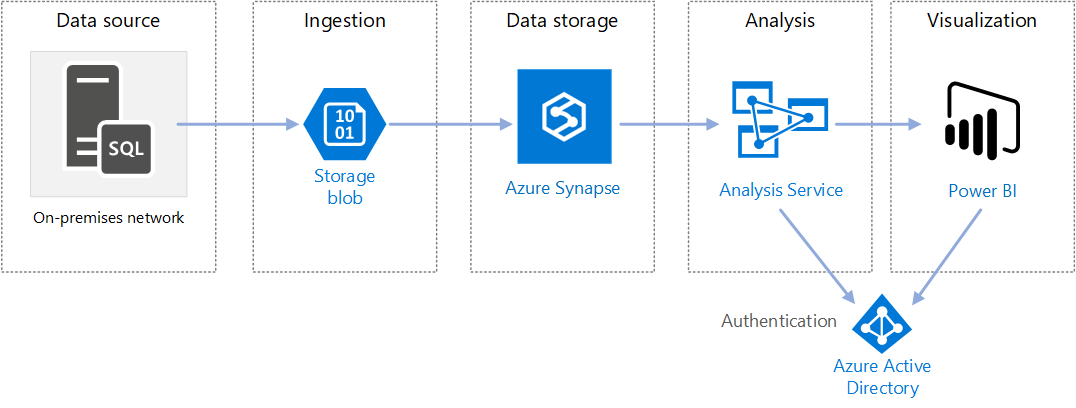 Data source
Ingestion
Data storage
Analysis
Visualization
SQL
10
01
On-premises network
Storage
blob
Azure Synapse
Analysis Service
Power BI
Authentication
Azure Active
Directory